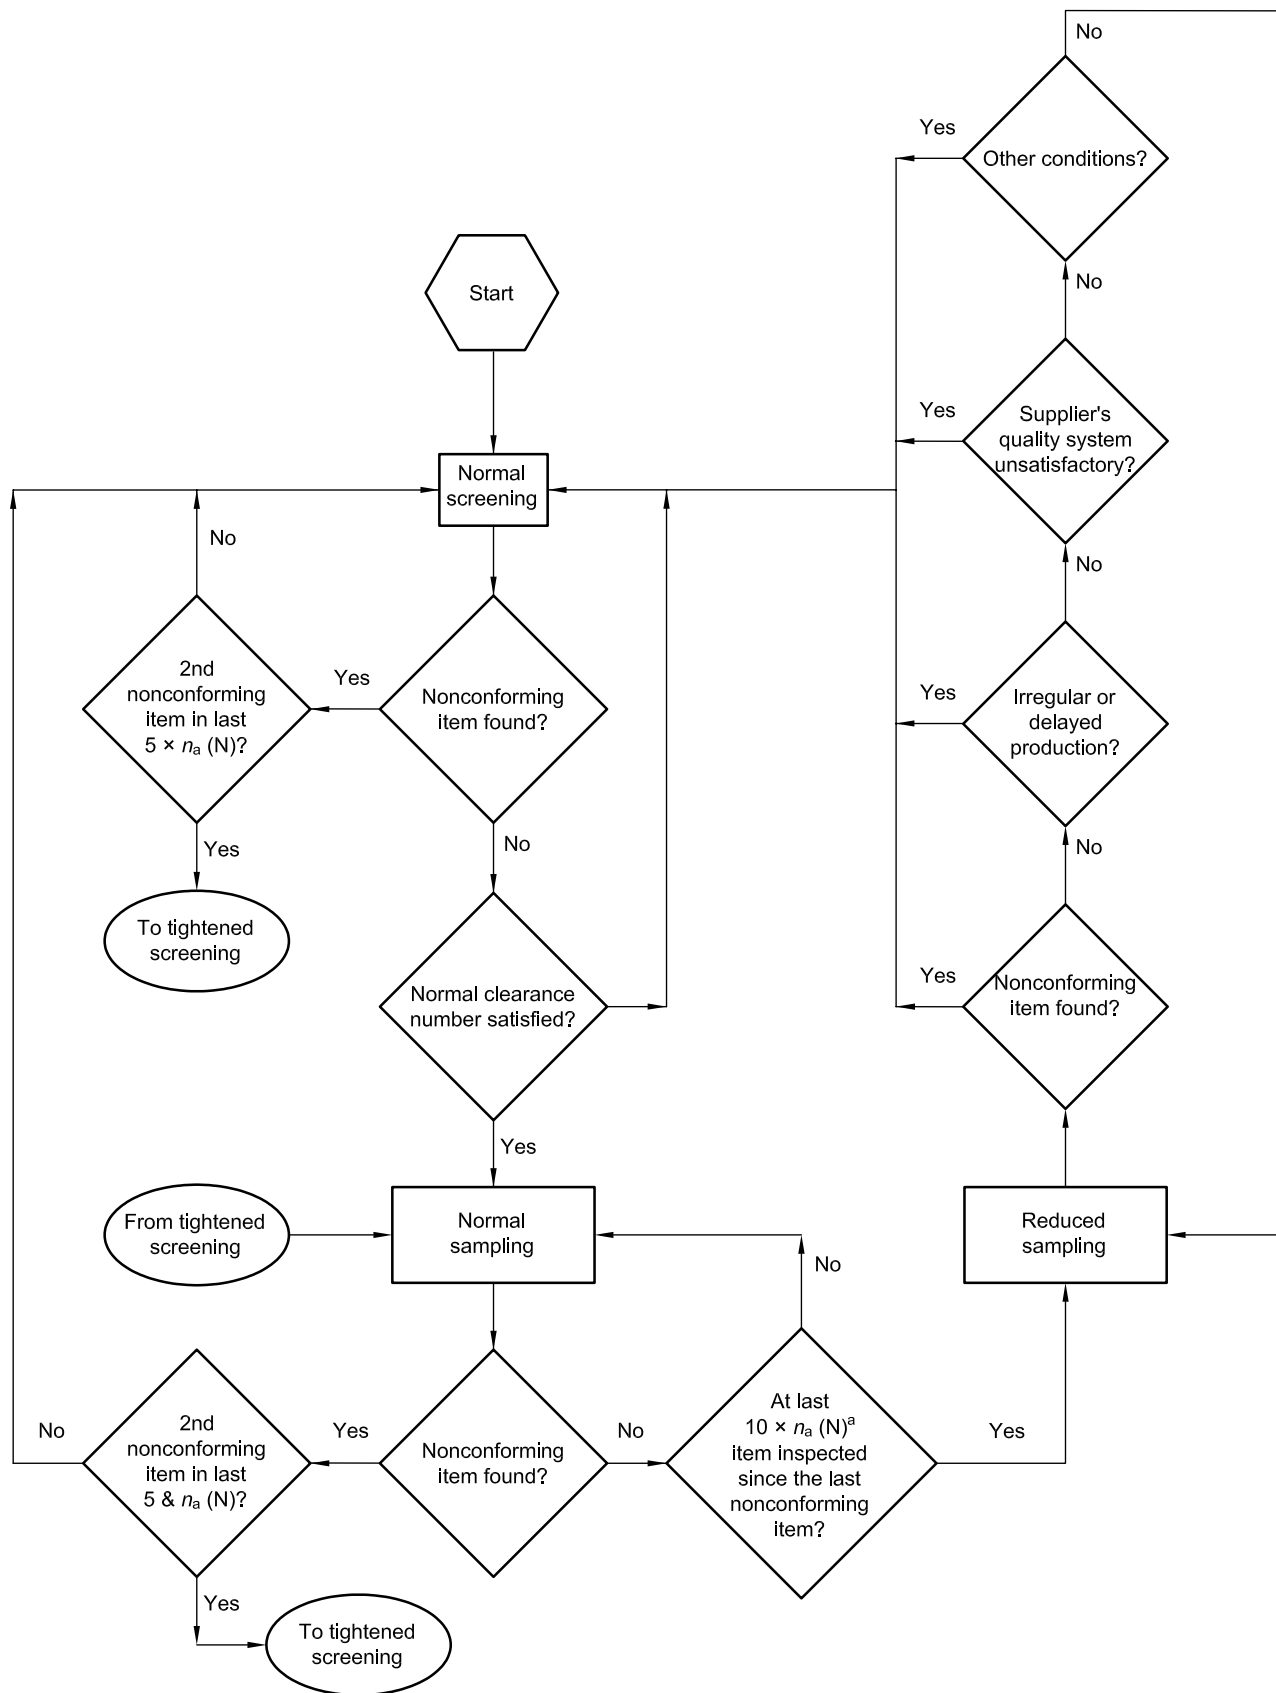 No
Yes
Other conditions?
Start
No
Yes
Supplier's
quality system
unsatisfactory?
Normal
screening
No
No
2nd
nonconforming
item in last
5 × nₐ (N)?
Yes
Nonconforming
item found?
Yes
Irregular or
delayed
production?
Yes
No
No
To tightened
screening
Normal clearance
number satisfied?
Yes
Nonconforming
item found?
Yes
From tightened
screening
Normal
sampling
Reduced
sampling
No
No
2nd
nonconforming
item in last
5 & nₐ (N)?
Yes
Nonconforming
item found?
No
At last
10 × nₐ (N)ᵃ
item inspected
since the last
nonconforming
item?
Yes
Yes
To tightened
screening